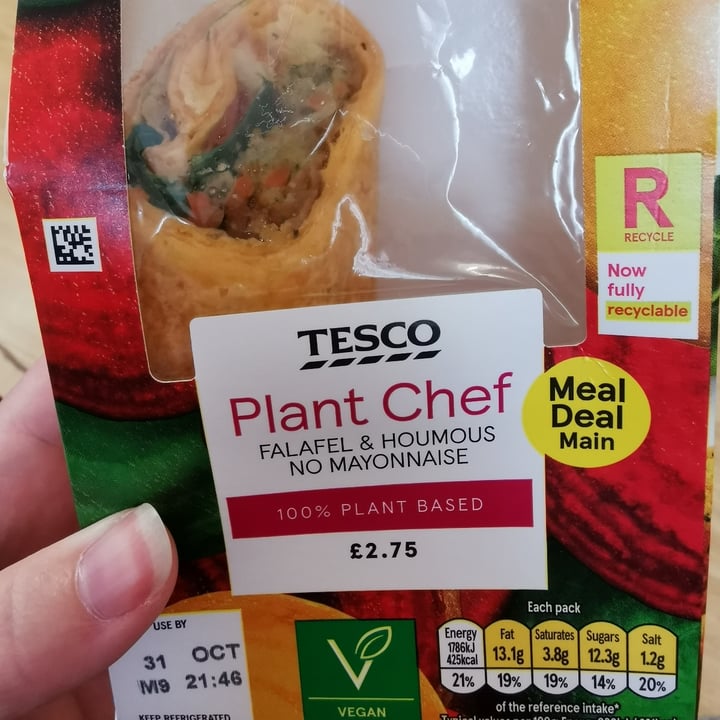 R
RECYCLE
Now
fully
recyclable
TESCO
Plant Chef
FALAFEL & HOUMOUS
NO MAYONNAISE
100% PLANT BASED
£2.75
Meal
Deal
Main
USE BY
31 OCT
M9 21:46
KEEP REFRIGERATED
V
VEGAN
Each pack
Energy
1786kJ
425kcal
21%
Fat
13.1g
19%
Saturates
3.8g
19%
Sugars
12.3g
14%
Salt
1.2g
20%
of the reference intake*